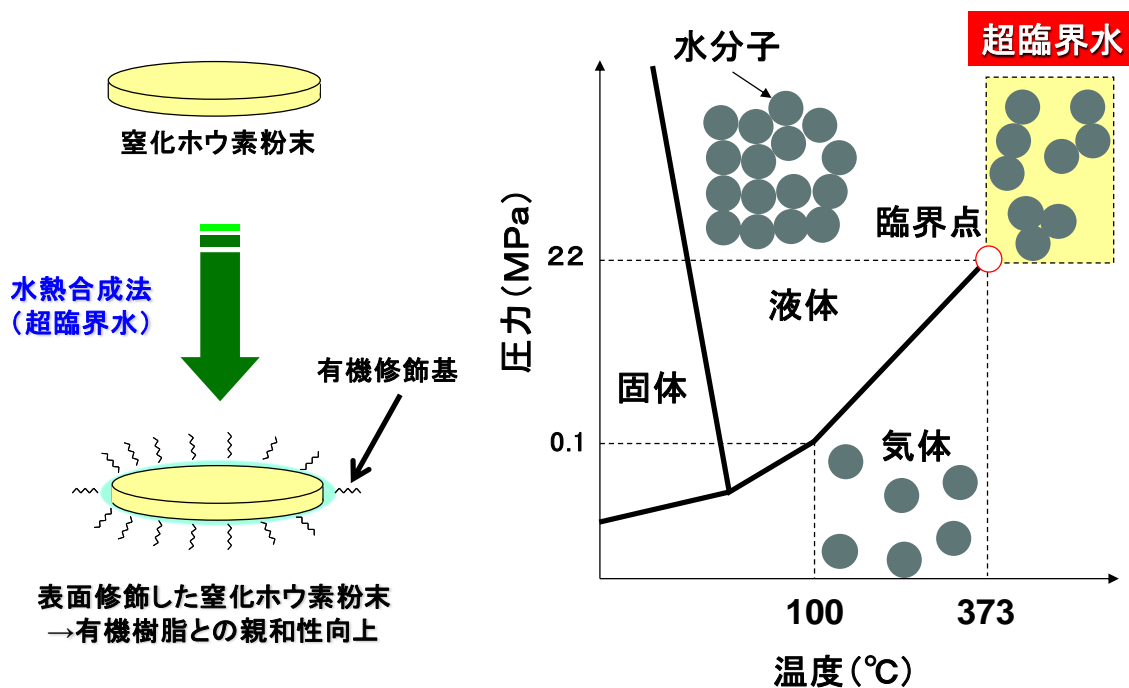 窒化ホウ素粉末
水熱合成法
（超臨界水）
有機修飾基
表面修飾した窒化ホウ素粉末
→有機樹脂との親和性向上
超臨界水
水分子
臨界点
圧力（MPa）
22
液体
固体
0.1
気体
100
373
温度（℃）